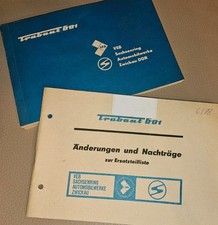 Trabant 601
VEB
Sachsenring
Automobilwerke
Zwickau DDR
Trabant 601
Änderungen und Nachträge
zur Ersatzteilliste
VEB
SACHSENRING
AUTOMOBILWERKE
ZWICKAU